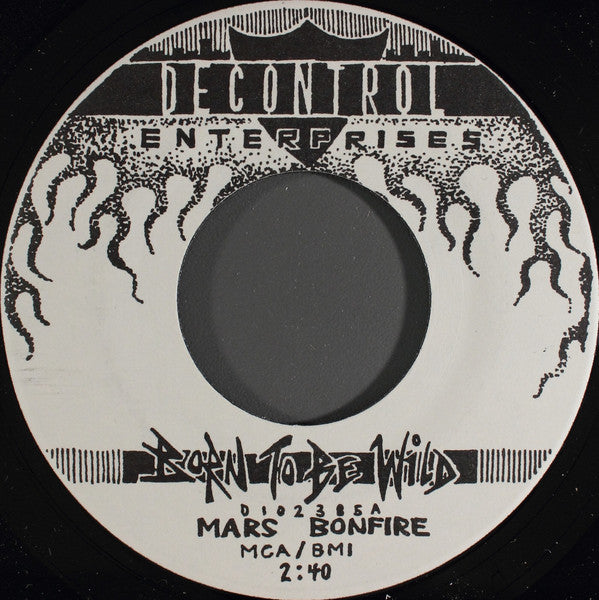 DECONTROL
ENTERPRISES
BORN TO BE WILD
D102385A
MARS BONFIRE
MCA/BMI
2:40